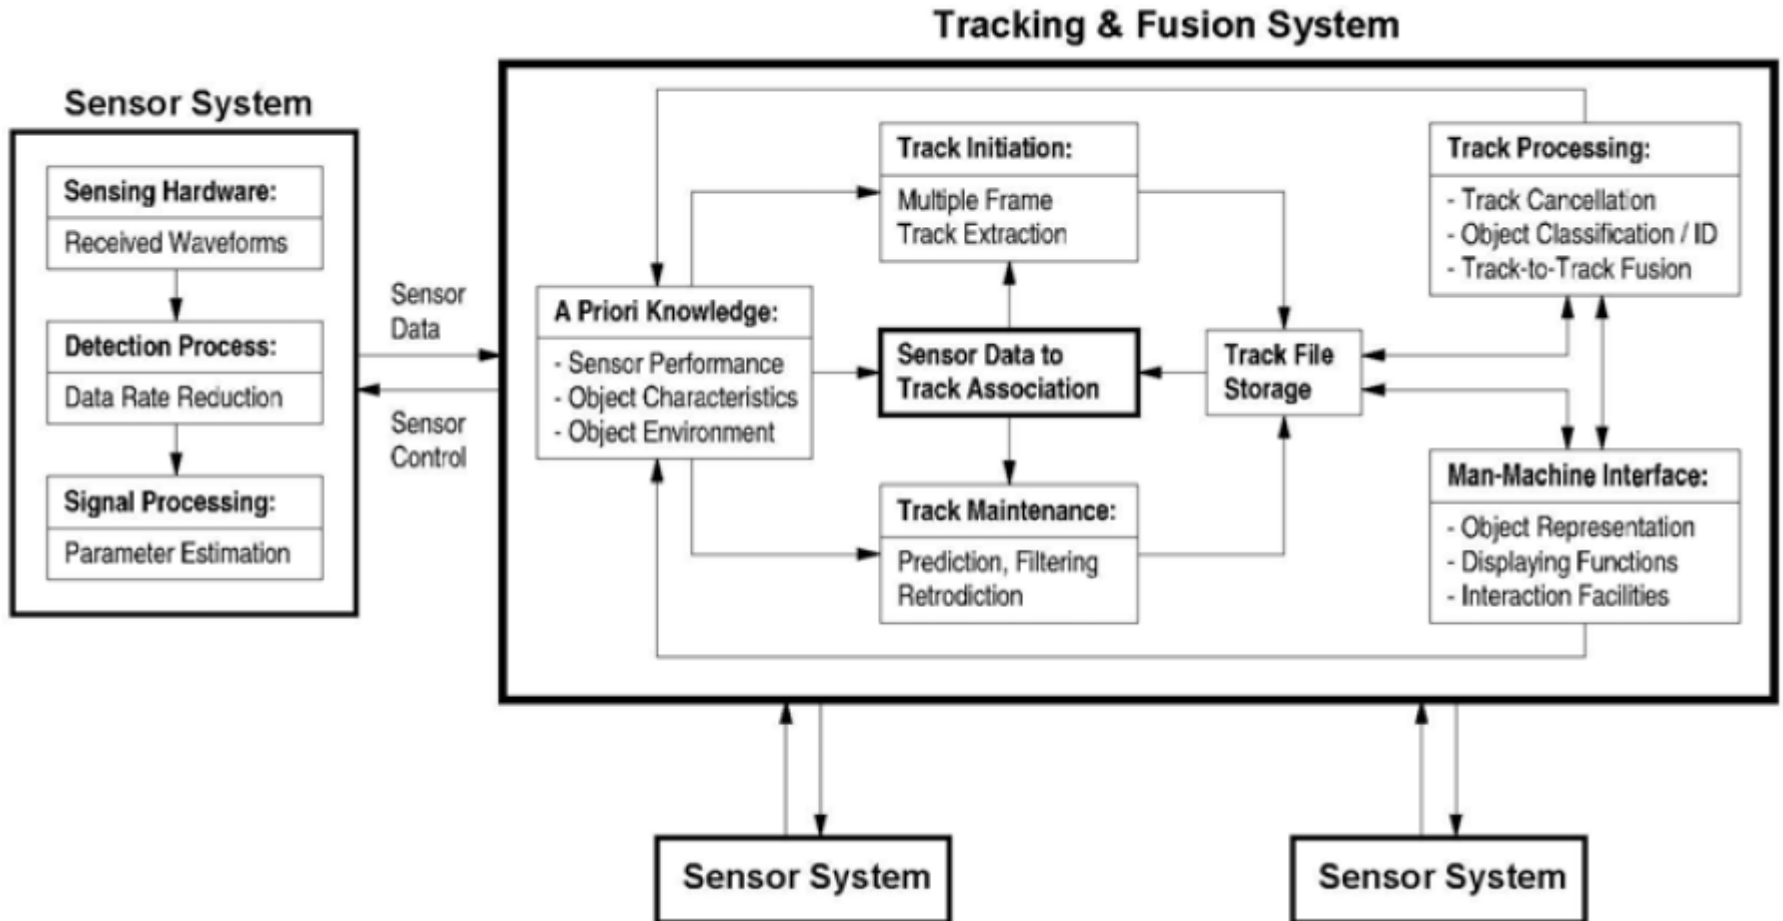 Tracking & Fusion System
Sensor System
Sensing Hardware:
Received Waveforms
Detection Process:
Data Rate Reduction
Signal Processing:
Parameter Estimation
Sensor
Data
Sensor
Control
A Priori Knowledge:
- Sensor Performance
- Object Characteristics
- Object Environment
Track Initiation:
Multiple Frame
Track Extraction
Sensor Data to
Track Association
Track Maintenance:
Prediction, Filtering
Retrodiction
Track File
Storage
Track Processing:
- Track Cancellation
- Object Classification / ID
- Track-to-Track Fusion
Man-Machine Interface:
- Object Representation
- Displaying Functions
- Interaction Facilities
Sensor System
Sensor System